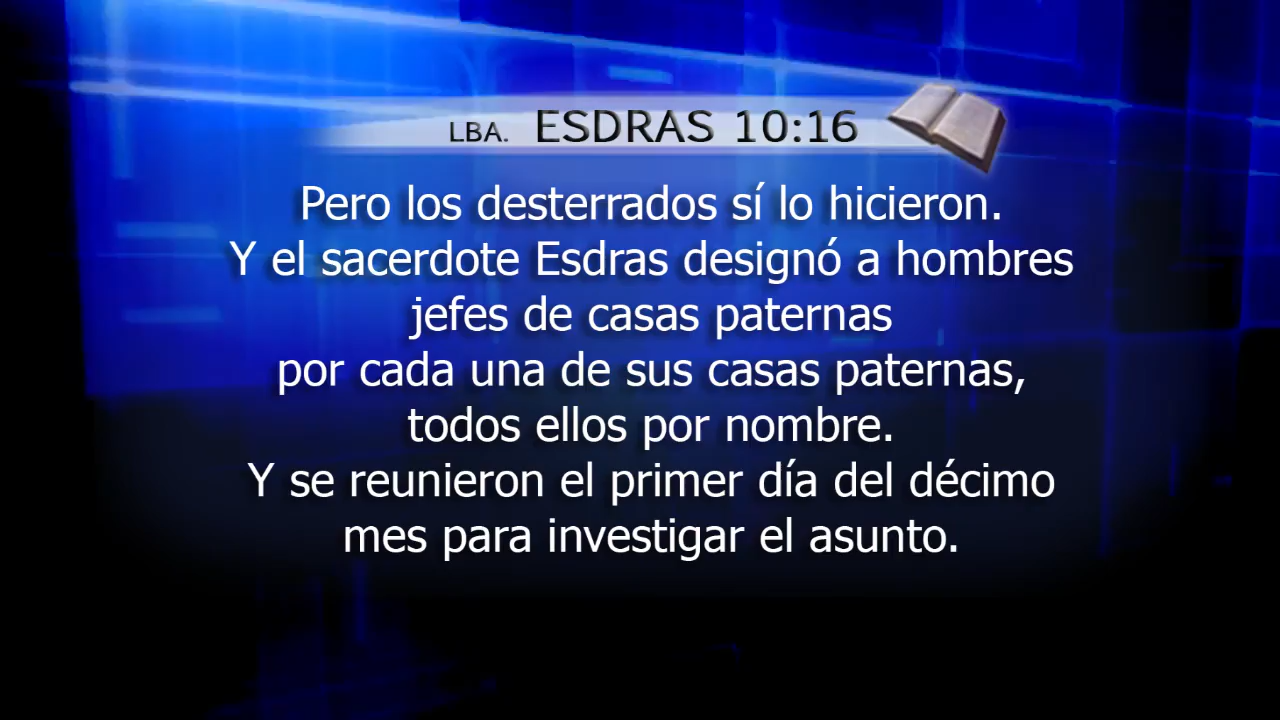 LBA. ESDRAS 10:16
Pero los desterrados sí lo hicieron.
Y el sacerdote Esdras designó a hombres
jefes de casas paternas
por cada una de sus casas paternas,
todos ellos por nombre.
Y se reunieron el primer día del décimo
mes para investigar el asunto.